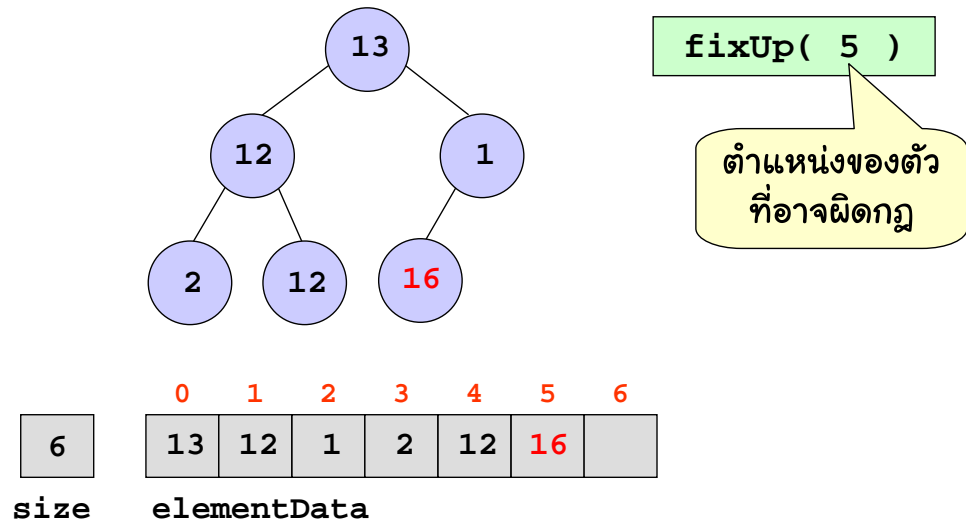 13
fixUp( 5 )
12
1
ตำแหน่งของตัว
ที่อาจผิดกฎ
2
12
16
0 1 2 3 4 5 6
6 13 12 1 2 12 16
size elementData